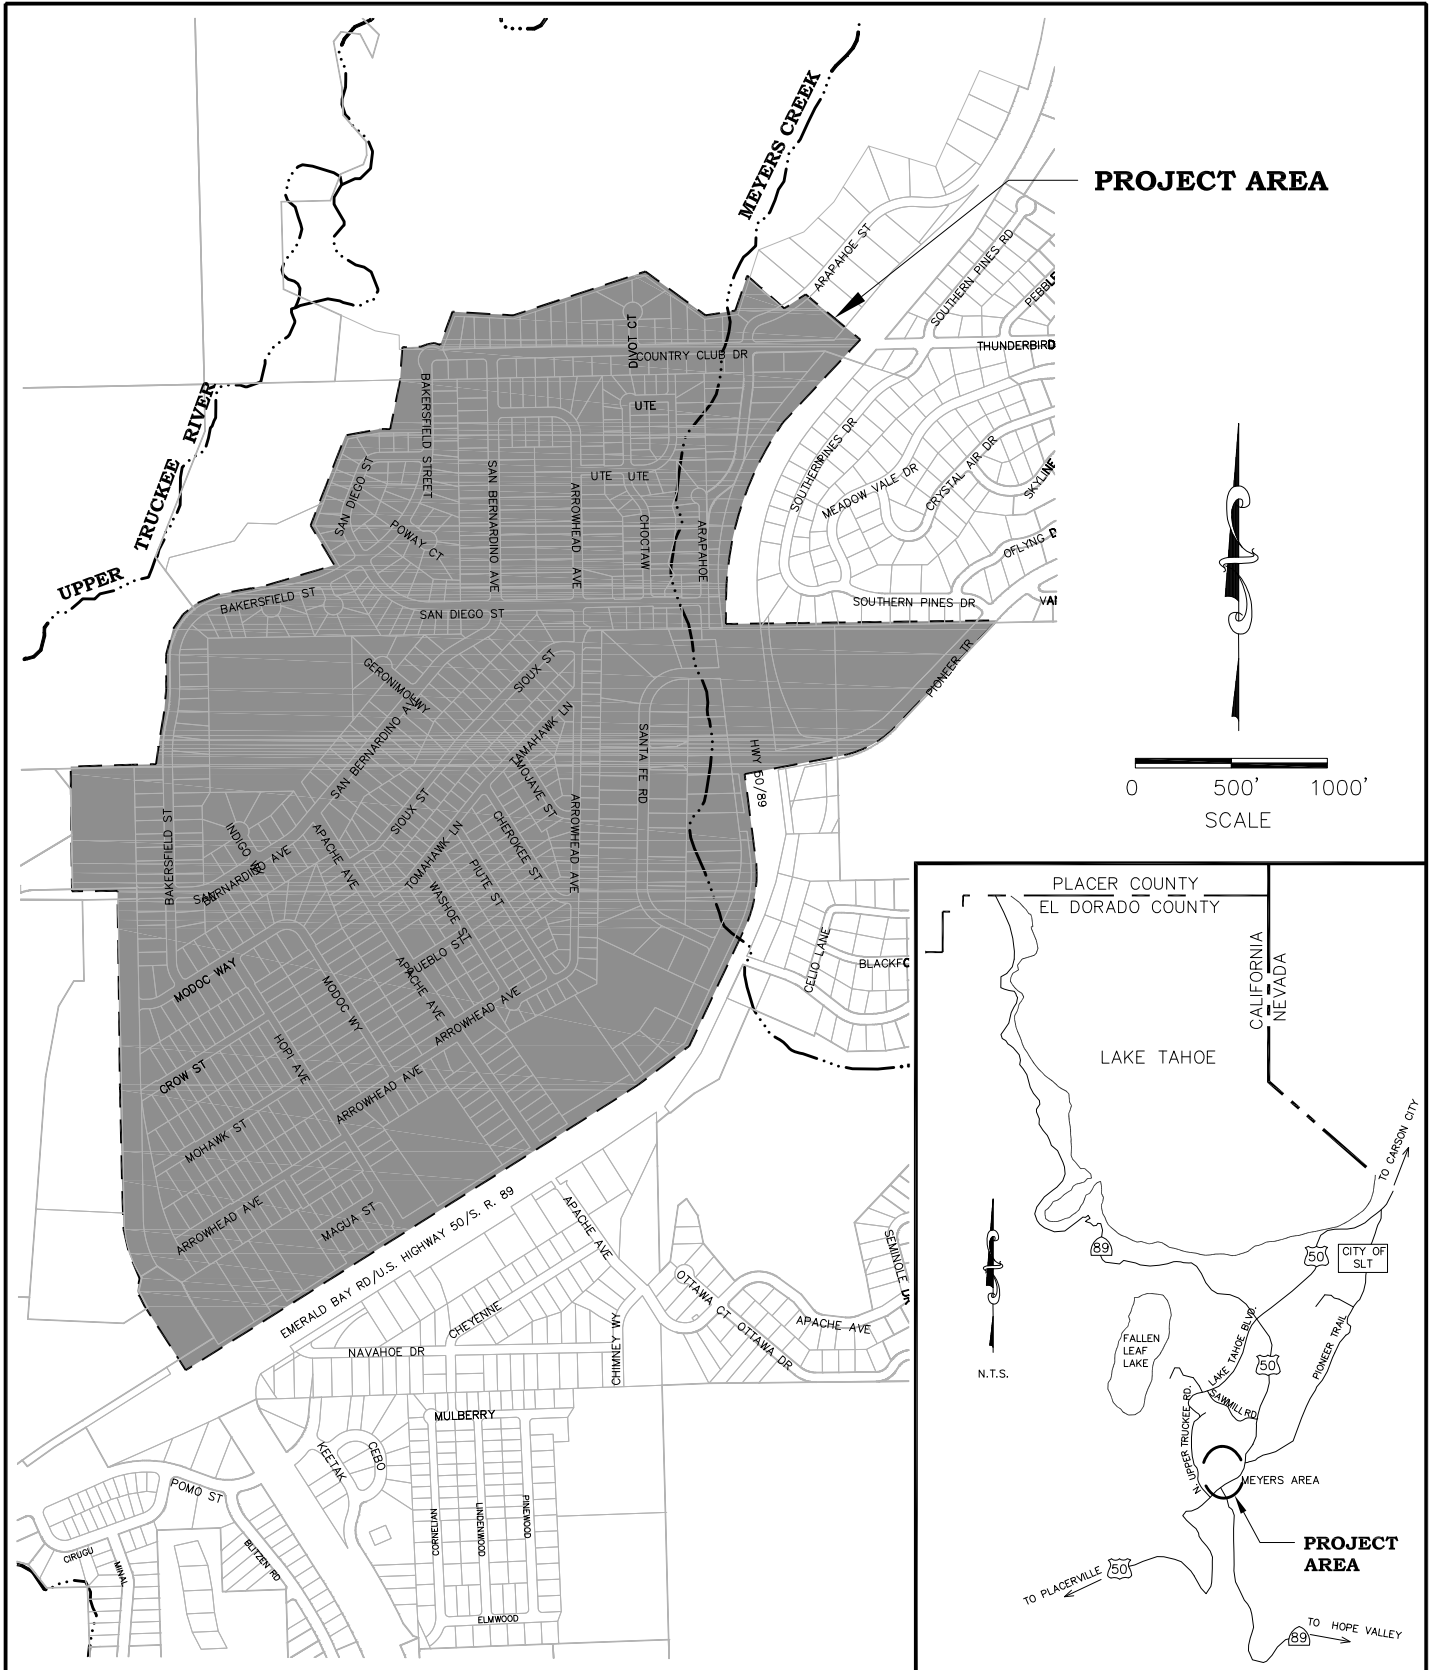 MEYERS CREEK
PROJECT AREA
ARAPAHOE ST
SOUTHERN PINES RD
THUNDERBIRD
DIVOT CT
COUNTRY CLUB DR
UPPER TRUCKEE RIVER
BAKERSFIELD STREET
UTE
SAN DIEGO ST
SAN BERNARDINO AVE
UTE UTE
ARROWHEAD AVE
CHOCTAW
ARAPAHOE
POWAY CT
SOUTHERN PINES DR
MEADOW VALE DR
CRYSTAL AIR DR
SKYLINE
BAKERSFIELD ST
SAN DIEGO ST
SOUTHERN PINES DR
PIONEER TR
GERONIMO WY
SIOUX ST
SAN BERNARDINO AVE
TAMAHAWK LN
MOJAVE ST
SANTA FE RD
HWY 50/89
0 500' 1000'
SCALE
BAKERSFIELD ST
INDIGO
SAN BERNARDINO AVE
APACHE AVE
SIOUX ST
TOMAHAWK LN
CHEROKEE ST
PIUTE ST
WASHOE ST
ARROWHEAD AVE
PUEBLO ST
APACHE AVE
MODOC WAY
MODOC WY
ARROWHEAD AVE
CELIO LANE
BLACKFO
CROW ST
HOPI AVE
ARROWHEAD AVE
MOHAWK ST
ARROWHEAD AVE
MAGUA ST
EMERALD BAY RD/U.S. HIGHWAY 50/S. R. 89
APACHE AVE
SEMINOLE DR
OTTAWA CT
OTTAWA DR
APACHE AVE
CHEYENNE
NAVAHOE DR
CHIMNEY WY
MULBERRY
KEETAK
CEBO
POMO ST
CORNELIAN
LINDENWOOD
PINEWOOD
BLITZEN RD
CIRUGU
MINAL
ELMWOOD
PLACER COUNTY
EL DORADO COUNTY
CALIFORNIA
NEVADA
LAKE TAHOE
TO CARSON CITY
89
50
CITY OF
SLT
N.T.S.
FALLEN
LEAF
LAKE
LAKE TAHOE BLVD.
50
PIONEER TRAIL
SAWMILL RD.
N. UPPER TRUCKEE RD.
MEYERS AREA
PROJECT
AREA
TO PLACERVILLE
50
TO HOPE VALLEY
89